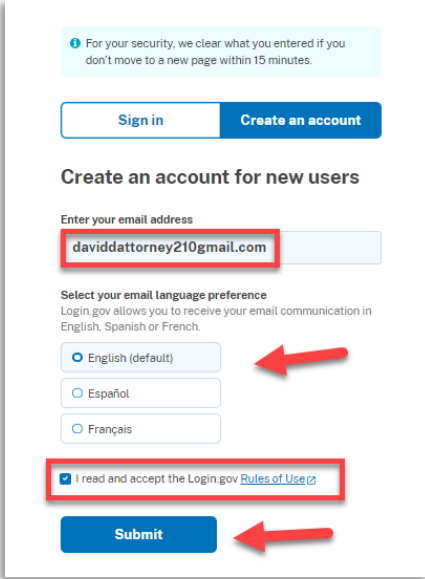 For your security, we clear what you entered if you
don't move to a new page within 15 minutes.
Sign in
Create an account
Create an account for new users
Enter your email address
daviddattorney210gmail.com
Select your email language preference
Login.gov allows you to receive your email communication in
English, Spanish or French.
English (default)
Español
Français
I read and accept the Login.gov Rules of Use
Submit